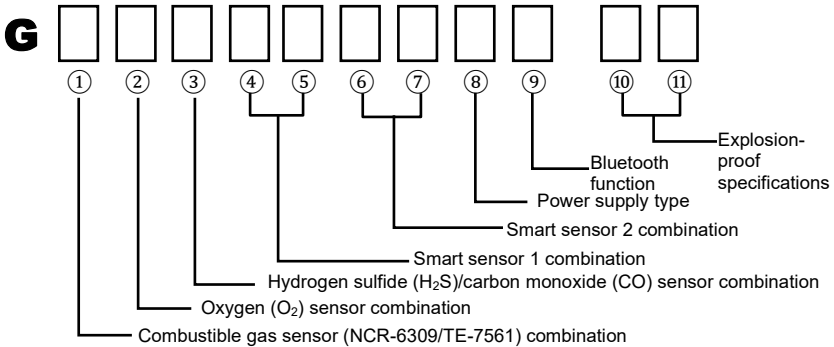 G
① ② ③ ④ ⑤ ⑥ ⑦ ⑧ ⑨ ⑩ ⑪
Explosion-
proof
specifications
Bluetooth
function
Power supply type
Smart sensor 2 combination
Smart sensor 1 combination
Hydrogen sulfide (H₂S)/carbon monoxide (CO) sensor combination
Oxygen (O₂) sensor combination
Combustible gas sensor (NCR-6309/TE-7561) combination